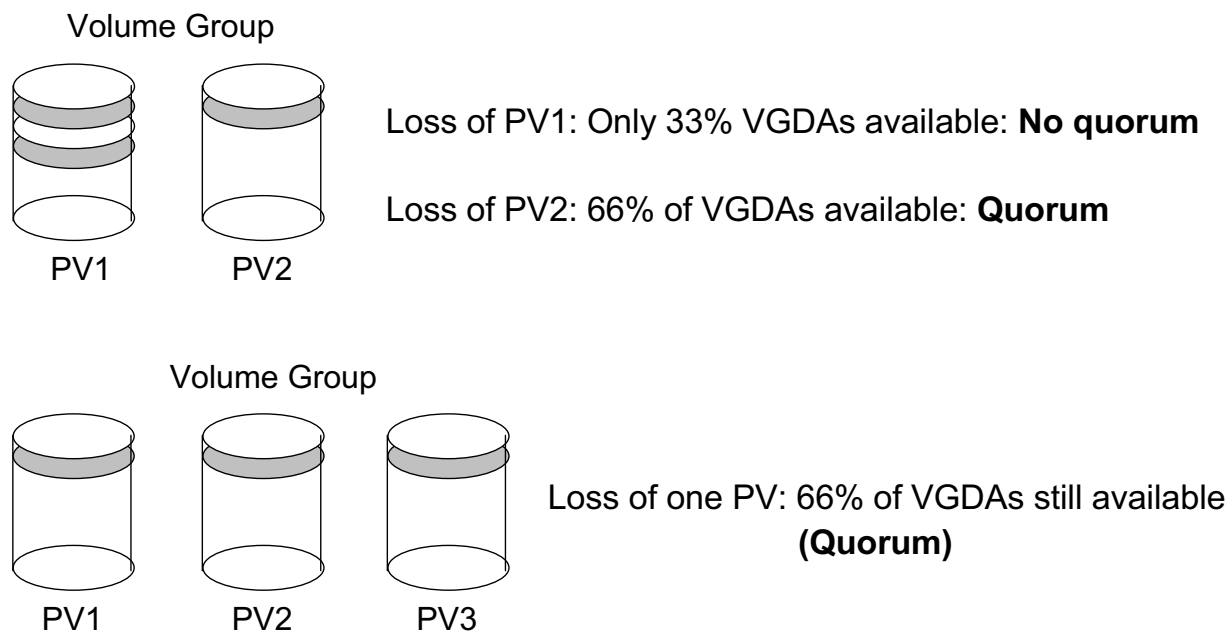 Volume Group
Loss of PV1: Only 33% VGDAs available: No quorum
Loss of PV2: 66% of VGDAs available: Quorum
PV1 PV2
Volume Group
Loss of one PV: 66% of VGDAs still available
(Quorum)
PV1 PV2 PV3